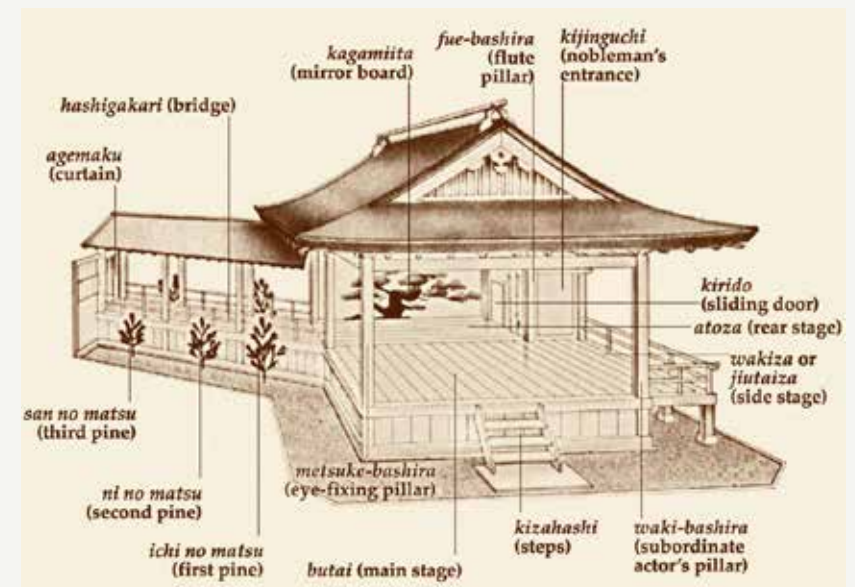 kagamiita
(mirror board)
fue-bashira
(flute
pillar)
kijinguchi
(nobleman's
entrance)
hashigakari (bridge)
agemaku
(curtain)
kirido
(sliding door)
atoza (rear stage)
wakiza or
jiutaiza
(side stage)
san no matsu
(third pine)
ni no matsu
(second pine)
ichi no matsu
(first pine)
metsuke-bashira
(eye-fixing pillar)
butai (main stage)
kizahashi
(steps)
waki-bashira
(subordinate
actor's pillar)